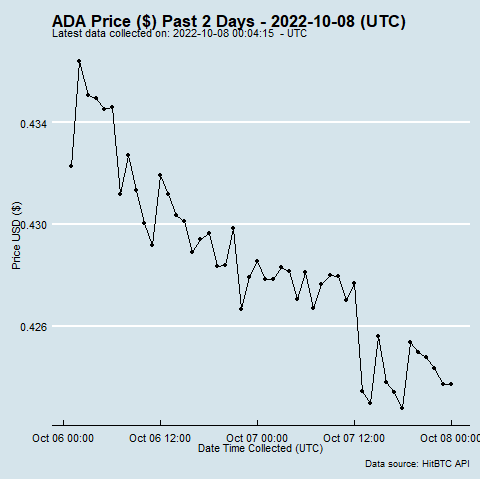 ADA Price ($) Past 2 Days - 2022-10-08 (UTC)
Latest data collected on: 2022-10-08 00:04:15 - UTC
0.434
0.430
0.426
Price USD ($)
Oct 06 00:00 Oct 06 12:00 Oct 07 00:00 Oct 07 12:00 Oct 08 00:00
Date Time Collected (UTC)
Data source: HitBTC API